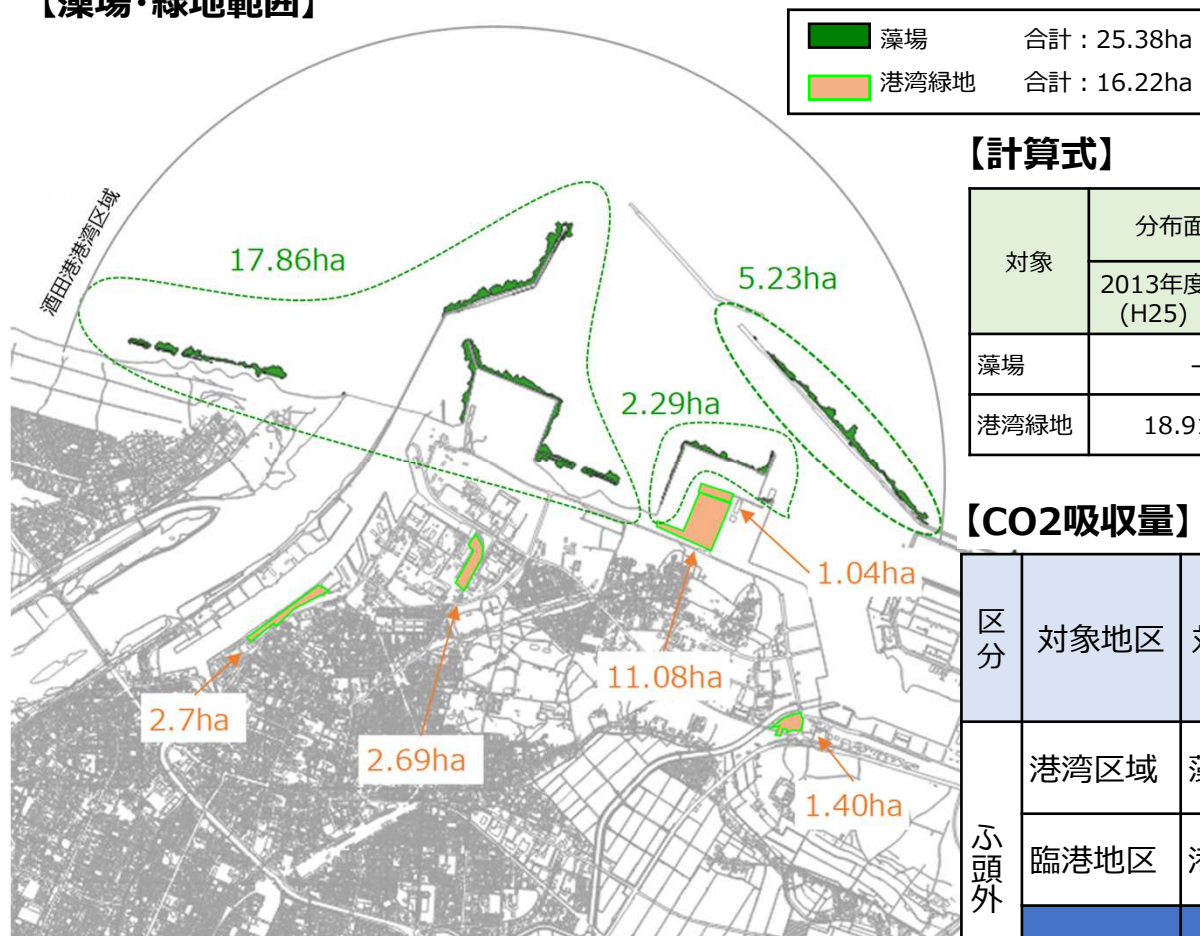 【藻場・緑地範囲】
藻場 合計：25.38ha
港湾緑地 合計：16.22ha
酒田港港湾区域
17.86ha
5.23ha
2.29ha
1.04ha
11.08ha
2.7ha
2.69ha
1.40ha
【計算式】
対象
分布面
2013年度
(H25)
藻場 -
港湾緑地 18.91
【CO2吸収量】
区分
対象地区
ふ頭外
港湾区域
臨港地区